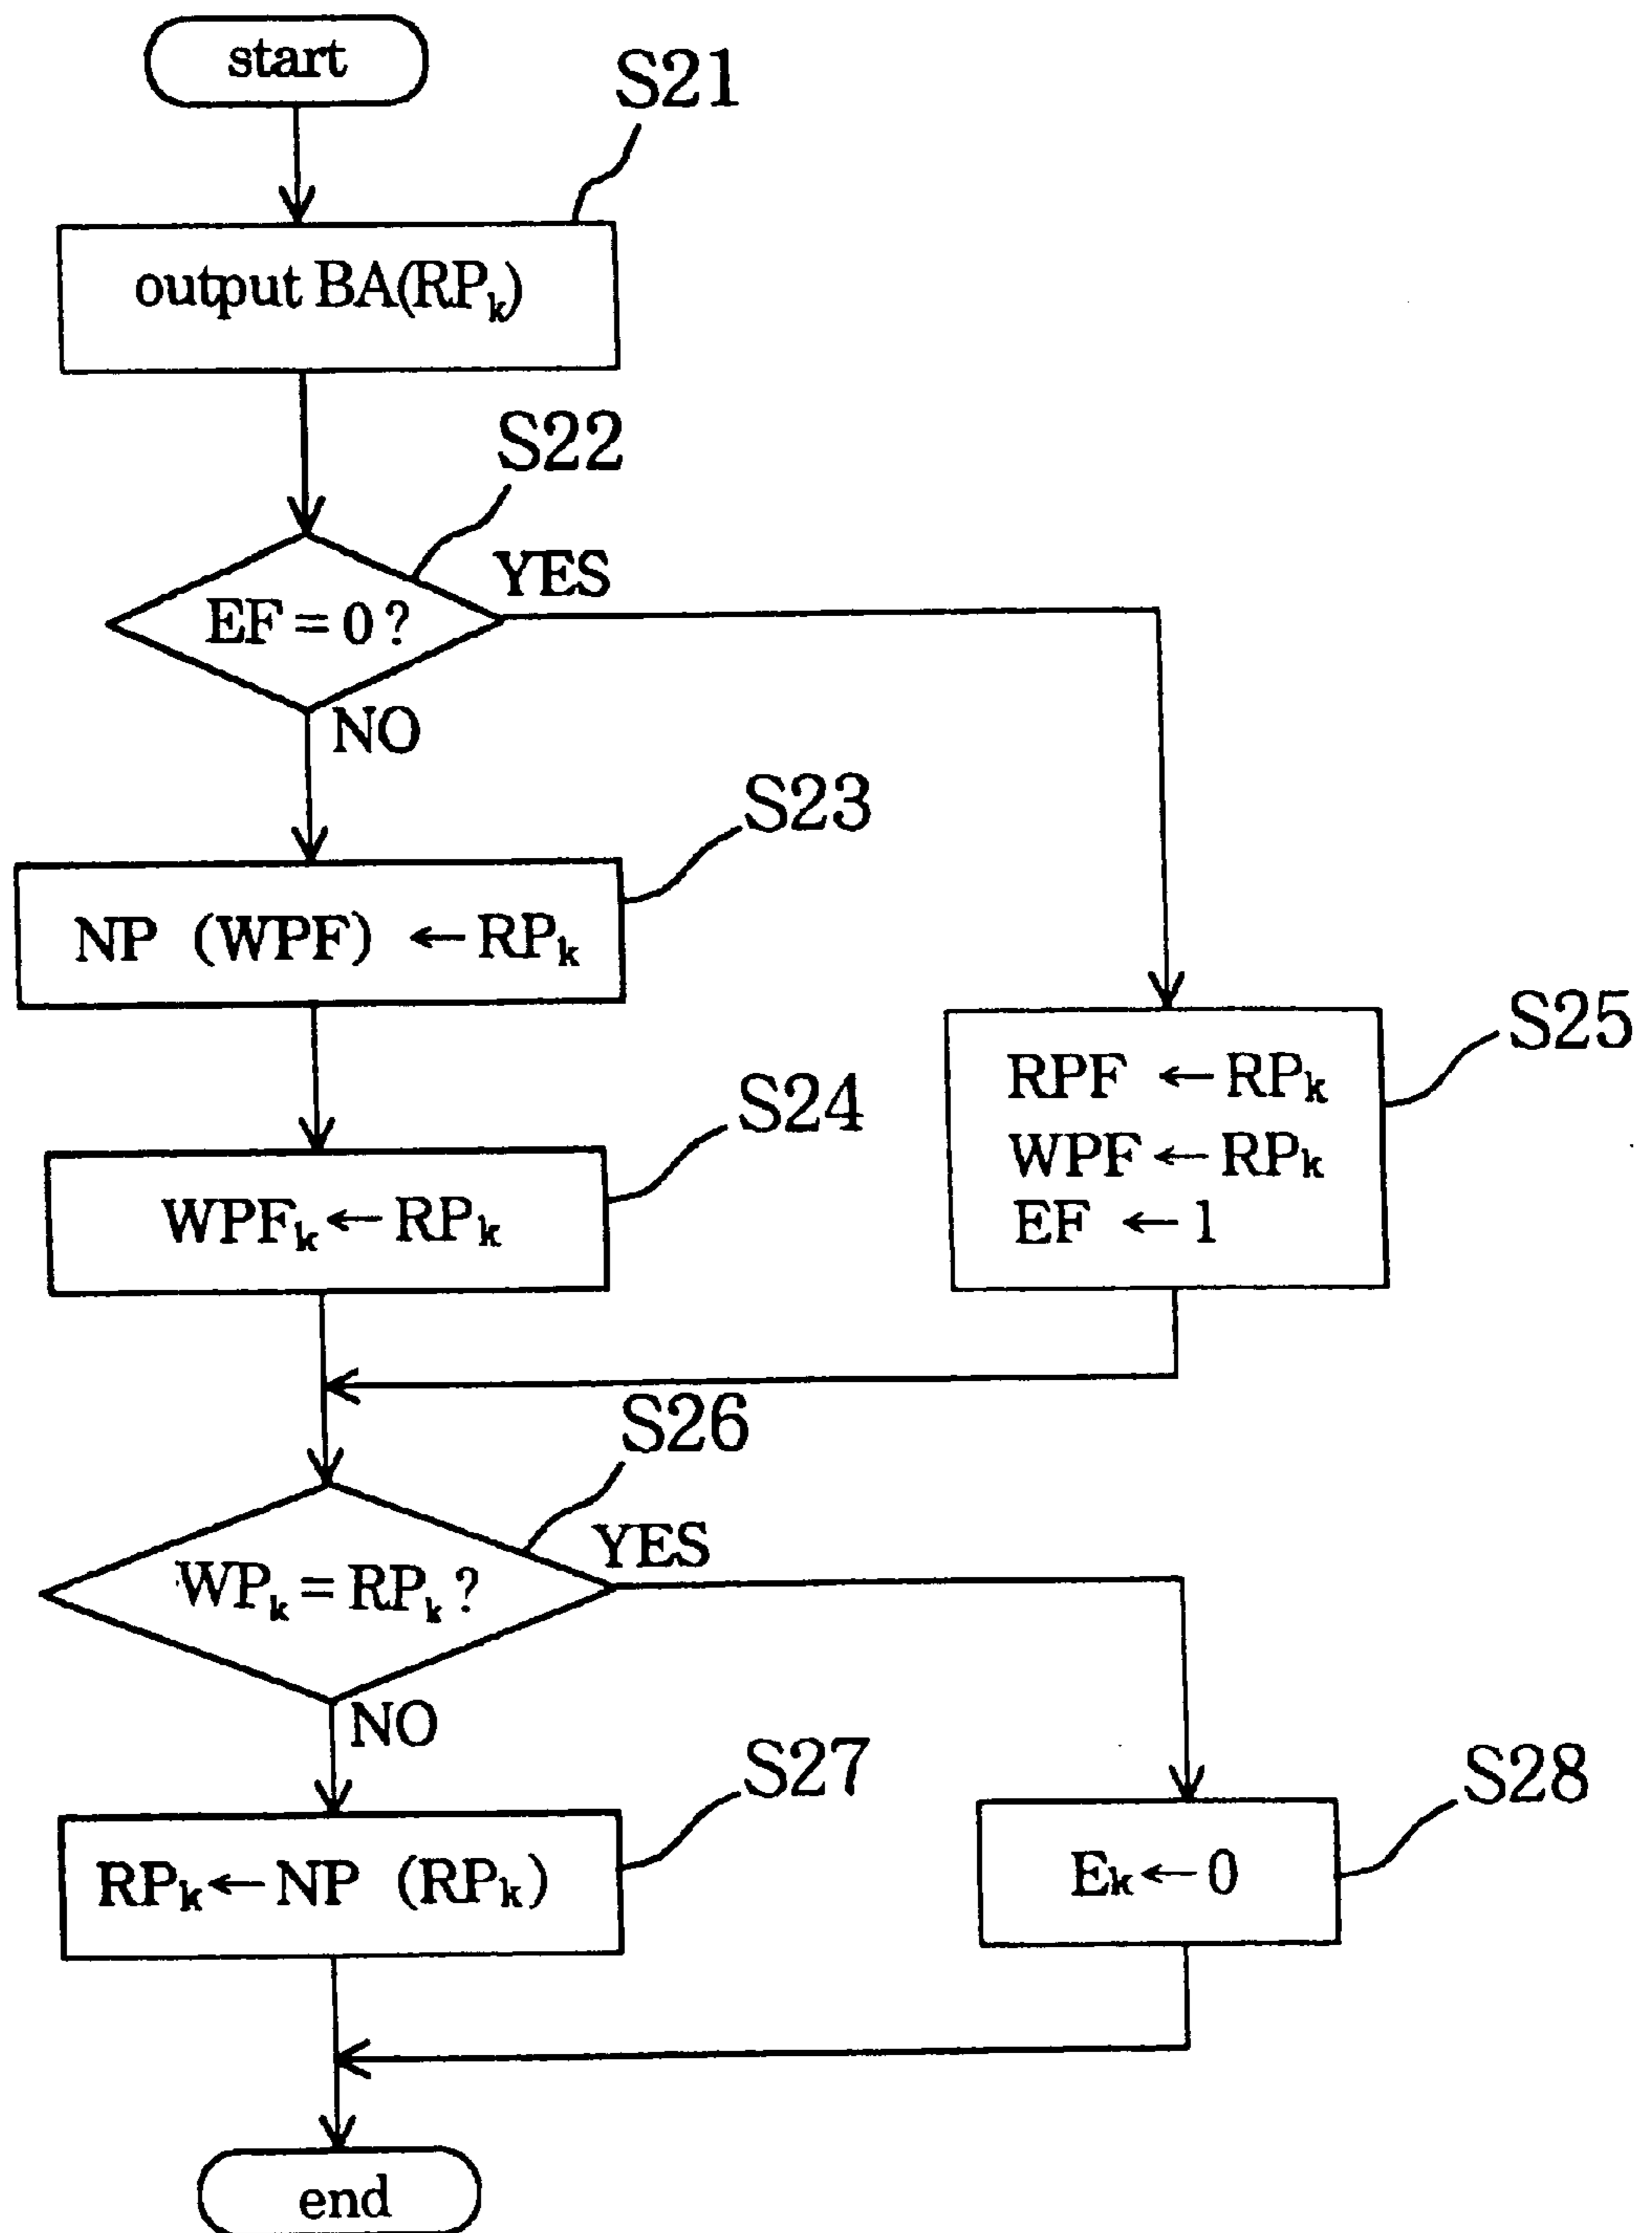 start
S21
output BA(RPₖ)
S22
EF = 0 ?
YES
NO
S23
NP (WPF) ← RPₖ
S24
WPFₖ ← RPₖ
S25
RPF ← RPₖ
WPF ← RPₖ
EF ← 1
S26
WPₖ = RPₖ ?
YES
NO
S27
RPₖ ← NP (RPₖ)
S28
Eₖ ← 0
end